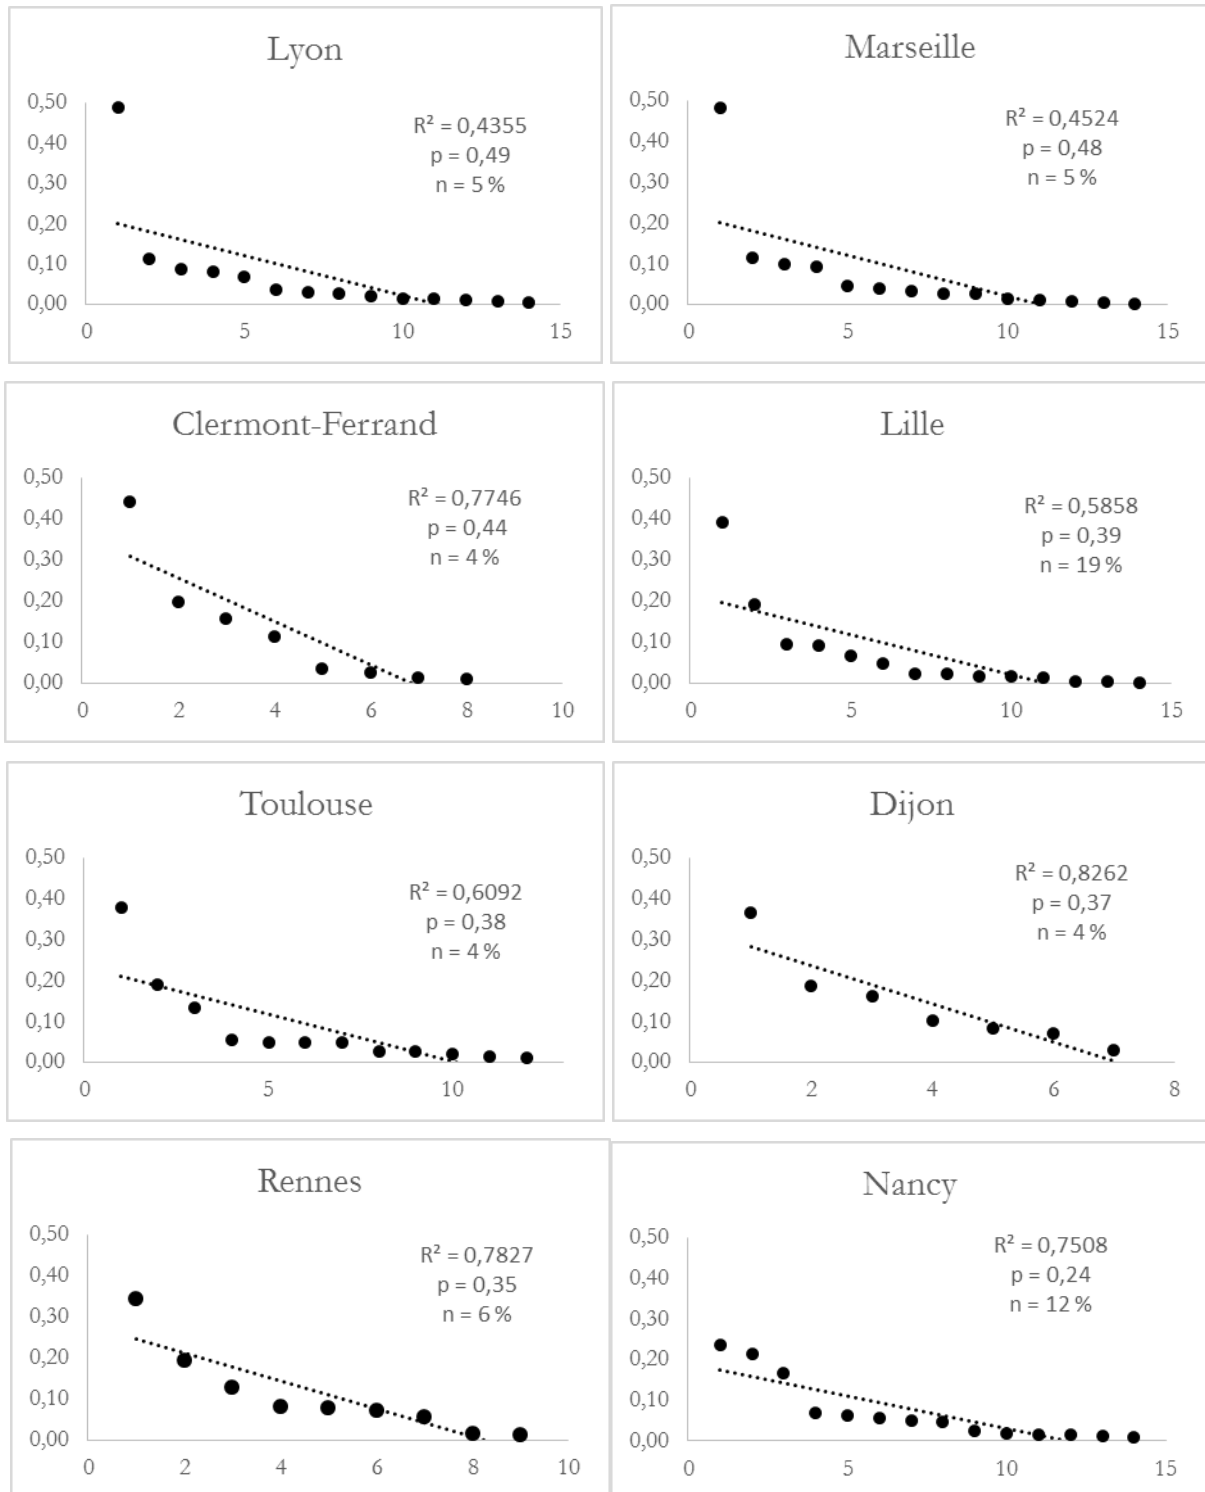 Lyon
0,50
0,40
0,30
0,20
0,10
0,00
R² = 0,4355
p = 0,49
n = 5 %
0 5 10 15
Marseille
0,50
0,40
0,30
0,20
0,10
0,00
R² = 0,4524
p = 0,48
n = 5 %
0 5 10 15
Clermont-Ferrand
0,50
0,40
0,30
0,20
0,10
0,00
R² = 0,7746
p = 0,44
n = 4 %
0 2 4 6 8 10
Lille
0,50
0,40
0,30
0,20
0,10
0,00
R² = 0,5858
p = 0,39
n = 19 %
0 5 10 15
Toulouse
0,50
0,40
0,30
0,20
0,10
0,00
R² = 0,6092
p = 0,38
n = 4 %
0 5 10
Dijon
0,50
0,40
0,30
0,20
0,10
0,00
R² = 0,8262
p = 0,37
n = 4 %
0 2 4 6 8
Rennes
0,50
0,40
0,30
0,20
0,10
0,00
R² = 0,7827
p = 0,35
n = 6 %
0 2 4 6 8 10
Nancy
0,50
0,40
0,30
0,20
0,10
0,00
R² = 0,7508
p = 0,24
n = 12 %
0 5 10 15